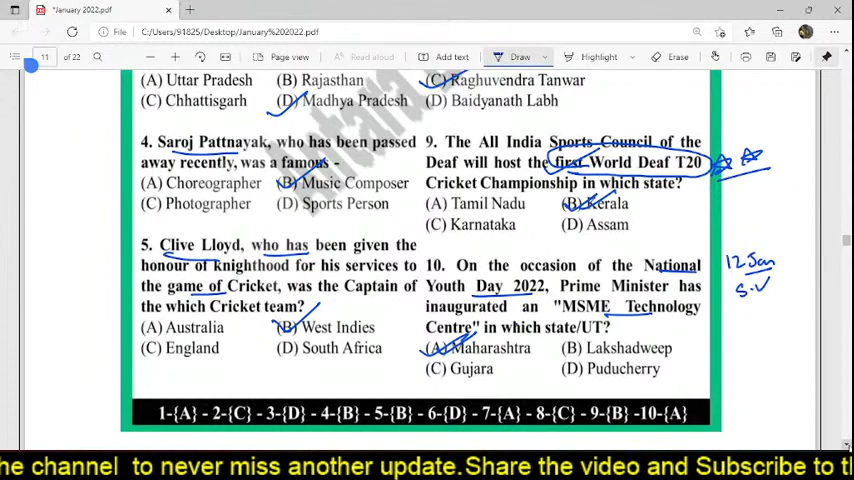 *January 2022.pdf
File
C:/Users/91825/Desktop/January%202022.pdf
11 of 22
Page view
Read aloud
Add text
Draw
Highlight
Erase
(A) Uttar Pradesh (B) Rajasthan
(C) Chhattisgarh (D) Madhya Pradesh
4. Saroj Pattnayak, who has been passed
away recently, was a famous -
(A) Choreographer (B) Music Composer
(C) Photographer (D) Sports Person
5. Clive Lloyd, who has been given the
honour of knighthood for his services to
the game of Cricket, was the Captain of
the which Cricket team?
(A) Australia (B) West Indies
(C) England (D) South Africa
(C) Raghuvendra Tanwar
(D) Baidyanath Labh
9. The All India Sports Council of the
Deaf will host the first World Deaf T20
Cricket Championship in which state?
(A) Tamil Nadu (B) Kerala
(C) Karnataka (D) Assam
10. On the occasion of the National
Youth Day 2022, Prime Minister has
inaugurated an "MSME Technology
Centre" in which state/UT?
(A) Maharashtra (B) Lakshadweep
(C) Gujara (D) Puducherry
12 Jan
S.V
1-{A} - 2-{C} - 3-{D} - 4-{B} - 5-{B} - 6-{D} - 7-{A} - 8-{C} - 9-{B} -10-{A}
he channel to never miss another update.Share the video and Subscribe to th